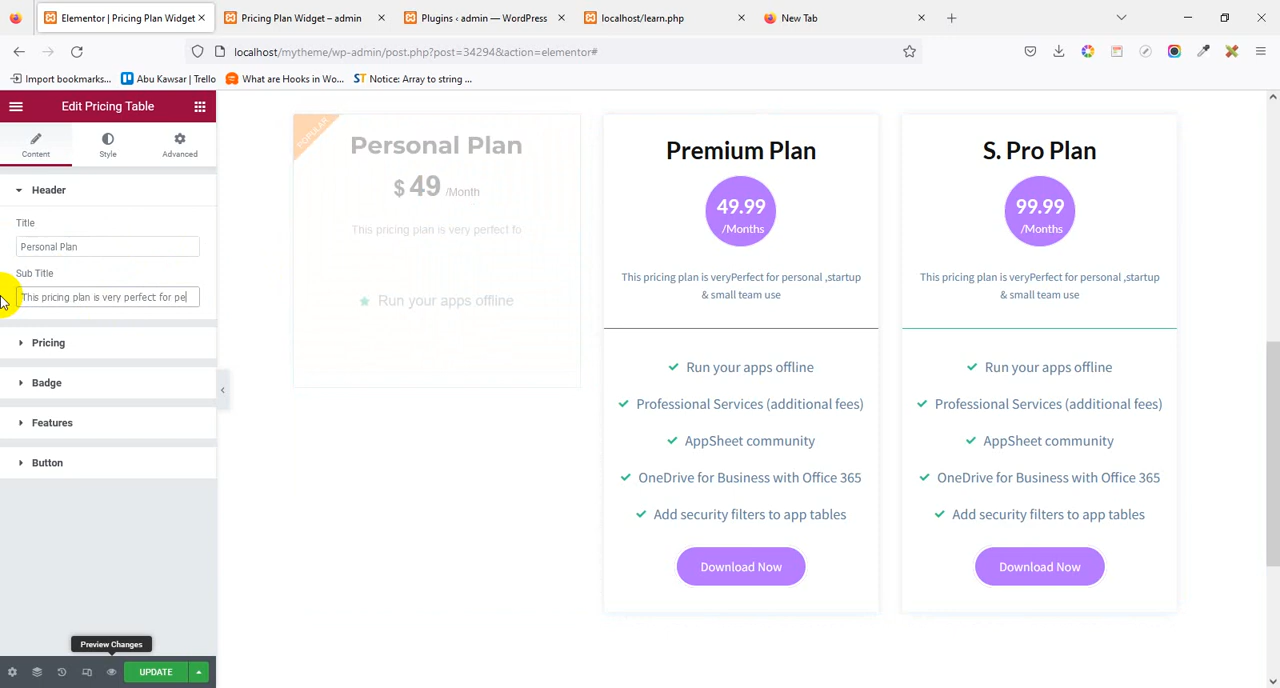 Elementor | Pricing Plan Widget
Pricing Plan Widget – admin
Plugins ‹ admin — WordPress
localhost/learn.php
New Tab
localhost/mytheme/wp-admin/post.php?post=34294&action=elementor#
Import bookmarks...
Abu Kawsar | Trello
What are Hooks in Wo...
ST Notice: Array to string ...
Edit Pricing Table
Content
Style
Advanced
Header
Title
Personal Plan
Sub Title
This pricing plan is very perfect for pe
Pricing
Badge
Features
Button
Preview Changes
UPDATE
POPULAR
Personal Plan
$ 49 /Month
This pricing plan is very perfect fo
Run your apps offline
Premium Plan
49.99
/Months
This pricing plan is veryPerfect for personal ,startup
& small team use
Run your apps offline
Professional Services (additional fees)
AppSheet community
OneDrive for Business with Office 365
Add security filters to app tables
Download Now
S. Pro Plan
99.99
/Months
This pricing plan is veryPerfect for personal ,startup
& small team use
Run your apps offline
Professional Services (additional fees)
AppSheet community
OneDrive for Business with Office 365
Add security filters to app tables
Download Now